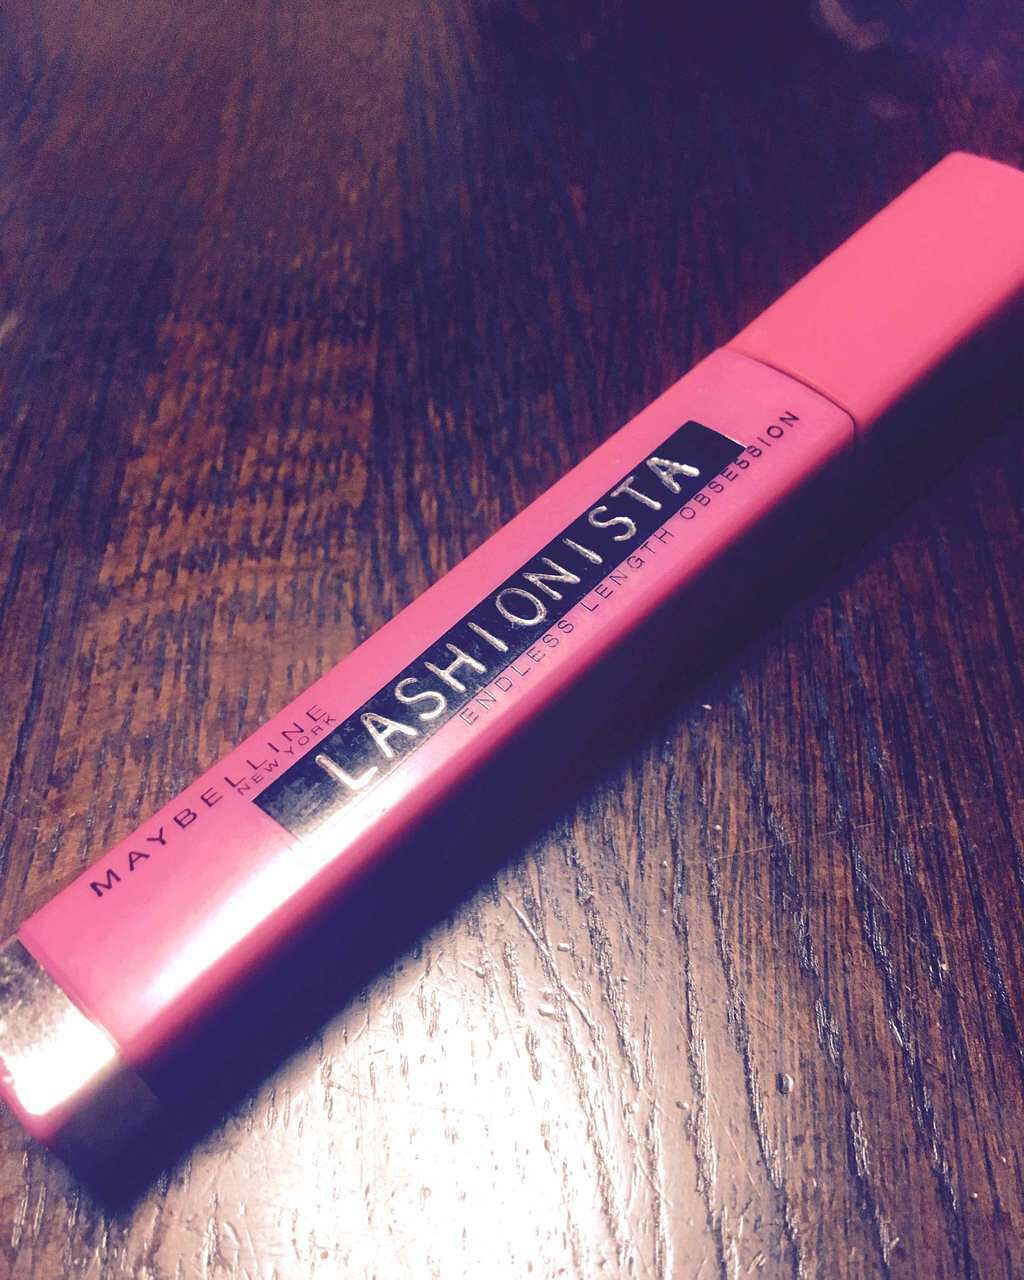 MAYBELLINE
NEW YORK
LASHIONISTA
ENDLESS LENGTH OBSESSION